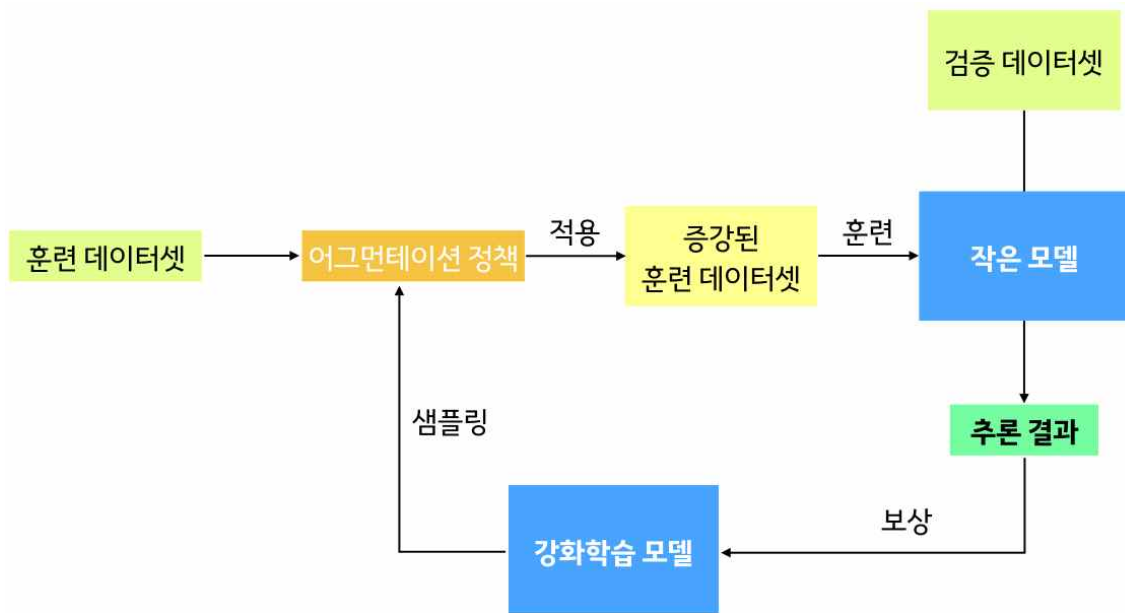 검증 데이터셋
훈련 데이터셋
어그먼테이션 정책
적용
증강된
훈련 데이터셋
훈련
작은 모델
샘플링
추론 결과
보상
강화학습 모델